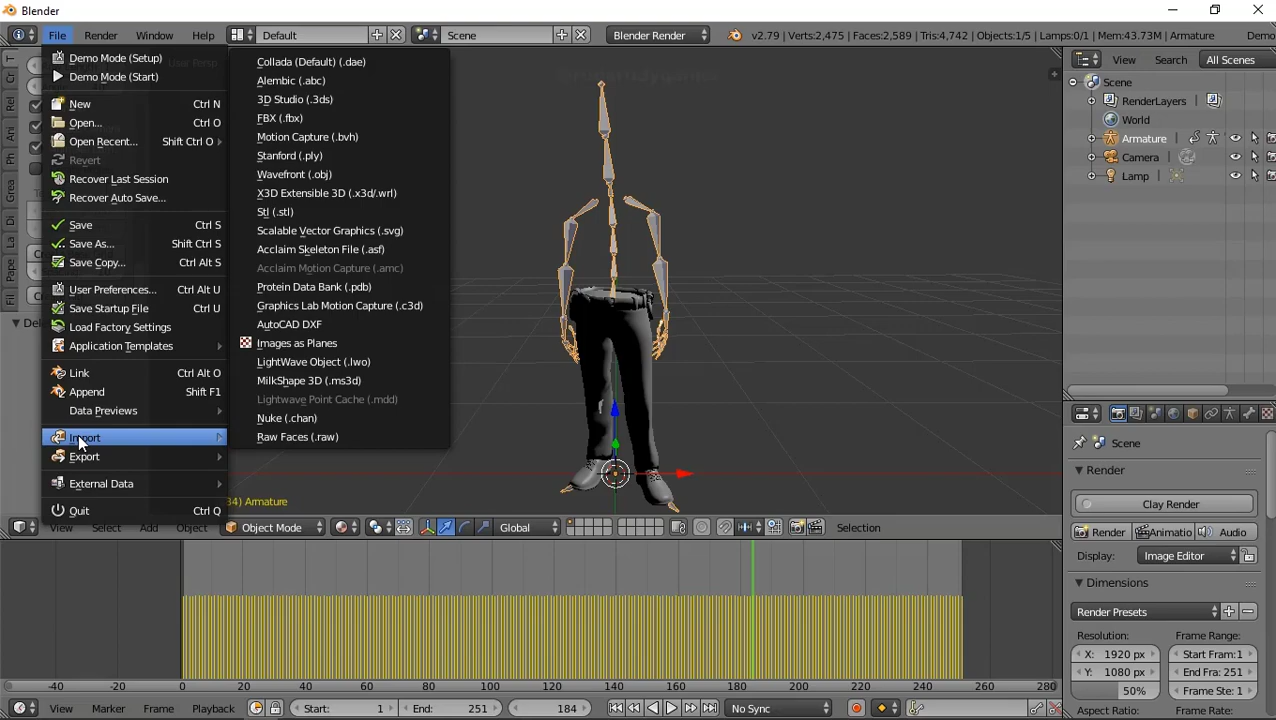 Blender
File Render Window Help Default Scene Blender Render v2.79 | Verts:2,475 | Faces:2,589 | Tris:4,742 | Objects:1/5 | Lamps:0/1 | Mem:43.73M | Armature Demo
Demo Mode (Setup)
Demo Mode (Start)
New Ctrl N
Open... Ctrl O
Open Recent... Shift Ctrl O
Revert
Recover Last Session
Recover Auto Save...
Save Ctrl S
Save As... Shift Ctrl S
Save Copy... Ctrl Alt S
User Preferences... Ctrl Alt U
Save Startup File Ctrl U
Load Factory Settings
Application Templates
Link Ctrl Alt O
Append Shift F1
Data Previews
Import
Export
External Data
Quit Ctrl Q
Collada (Default) (.dae)
Alembic (.abc)
3D Studio (.3ds)
FBX (.fbx)
Motion Capture (.bvh)
Stanford (.ply)
Wavefront (.obj)
X3D Extensible 3D (.x3d/.wrl)
Stl (.stl)
Scalable Vector Graphics (.svg)
Acclaim Skeleton File (.asf)
Acclaim Motion Capture (.amc)
Protein Data Bank (.pdb)
Graphics Lab Motion Capture (.c3d)
AutoCAD DXF
Images as Planes
LightWave Object (.lwo)
MilkShape 3D (.ms3d)
Lightwave Point Cache (.mdd)
Nuke (.chan)
Raw Faces (.raw)
T
Cr
Rel
Ani
Ph
Grea
Di
Pape
Fil
34) Armature
View Select Add Object Object Mode Global Selection
View Search All Scenes
Scene
RenderLayers
World
Armature
Camera
Lamp
Scene
Render
Clay Render
Render Animatio Audio
Display: Image Editor
Dimensions
Render Presets
Resolution: Frame Range:
X: 1920 px Start Fram:1
Y: 1080 px End Fra: 251
50% Frame Ste: 1
Aspect Ratio: Frame Rate:
-40 -20 0 20 40 60 80 100 120 140 160 180 200 220 240 260 280
View Marker Frame Playback Start: 1 End: 251 184 No Sync